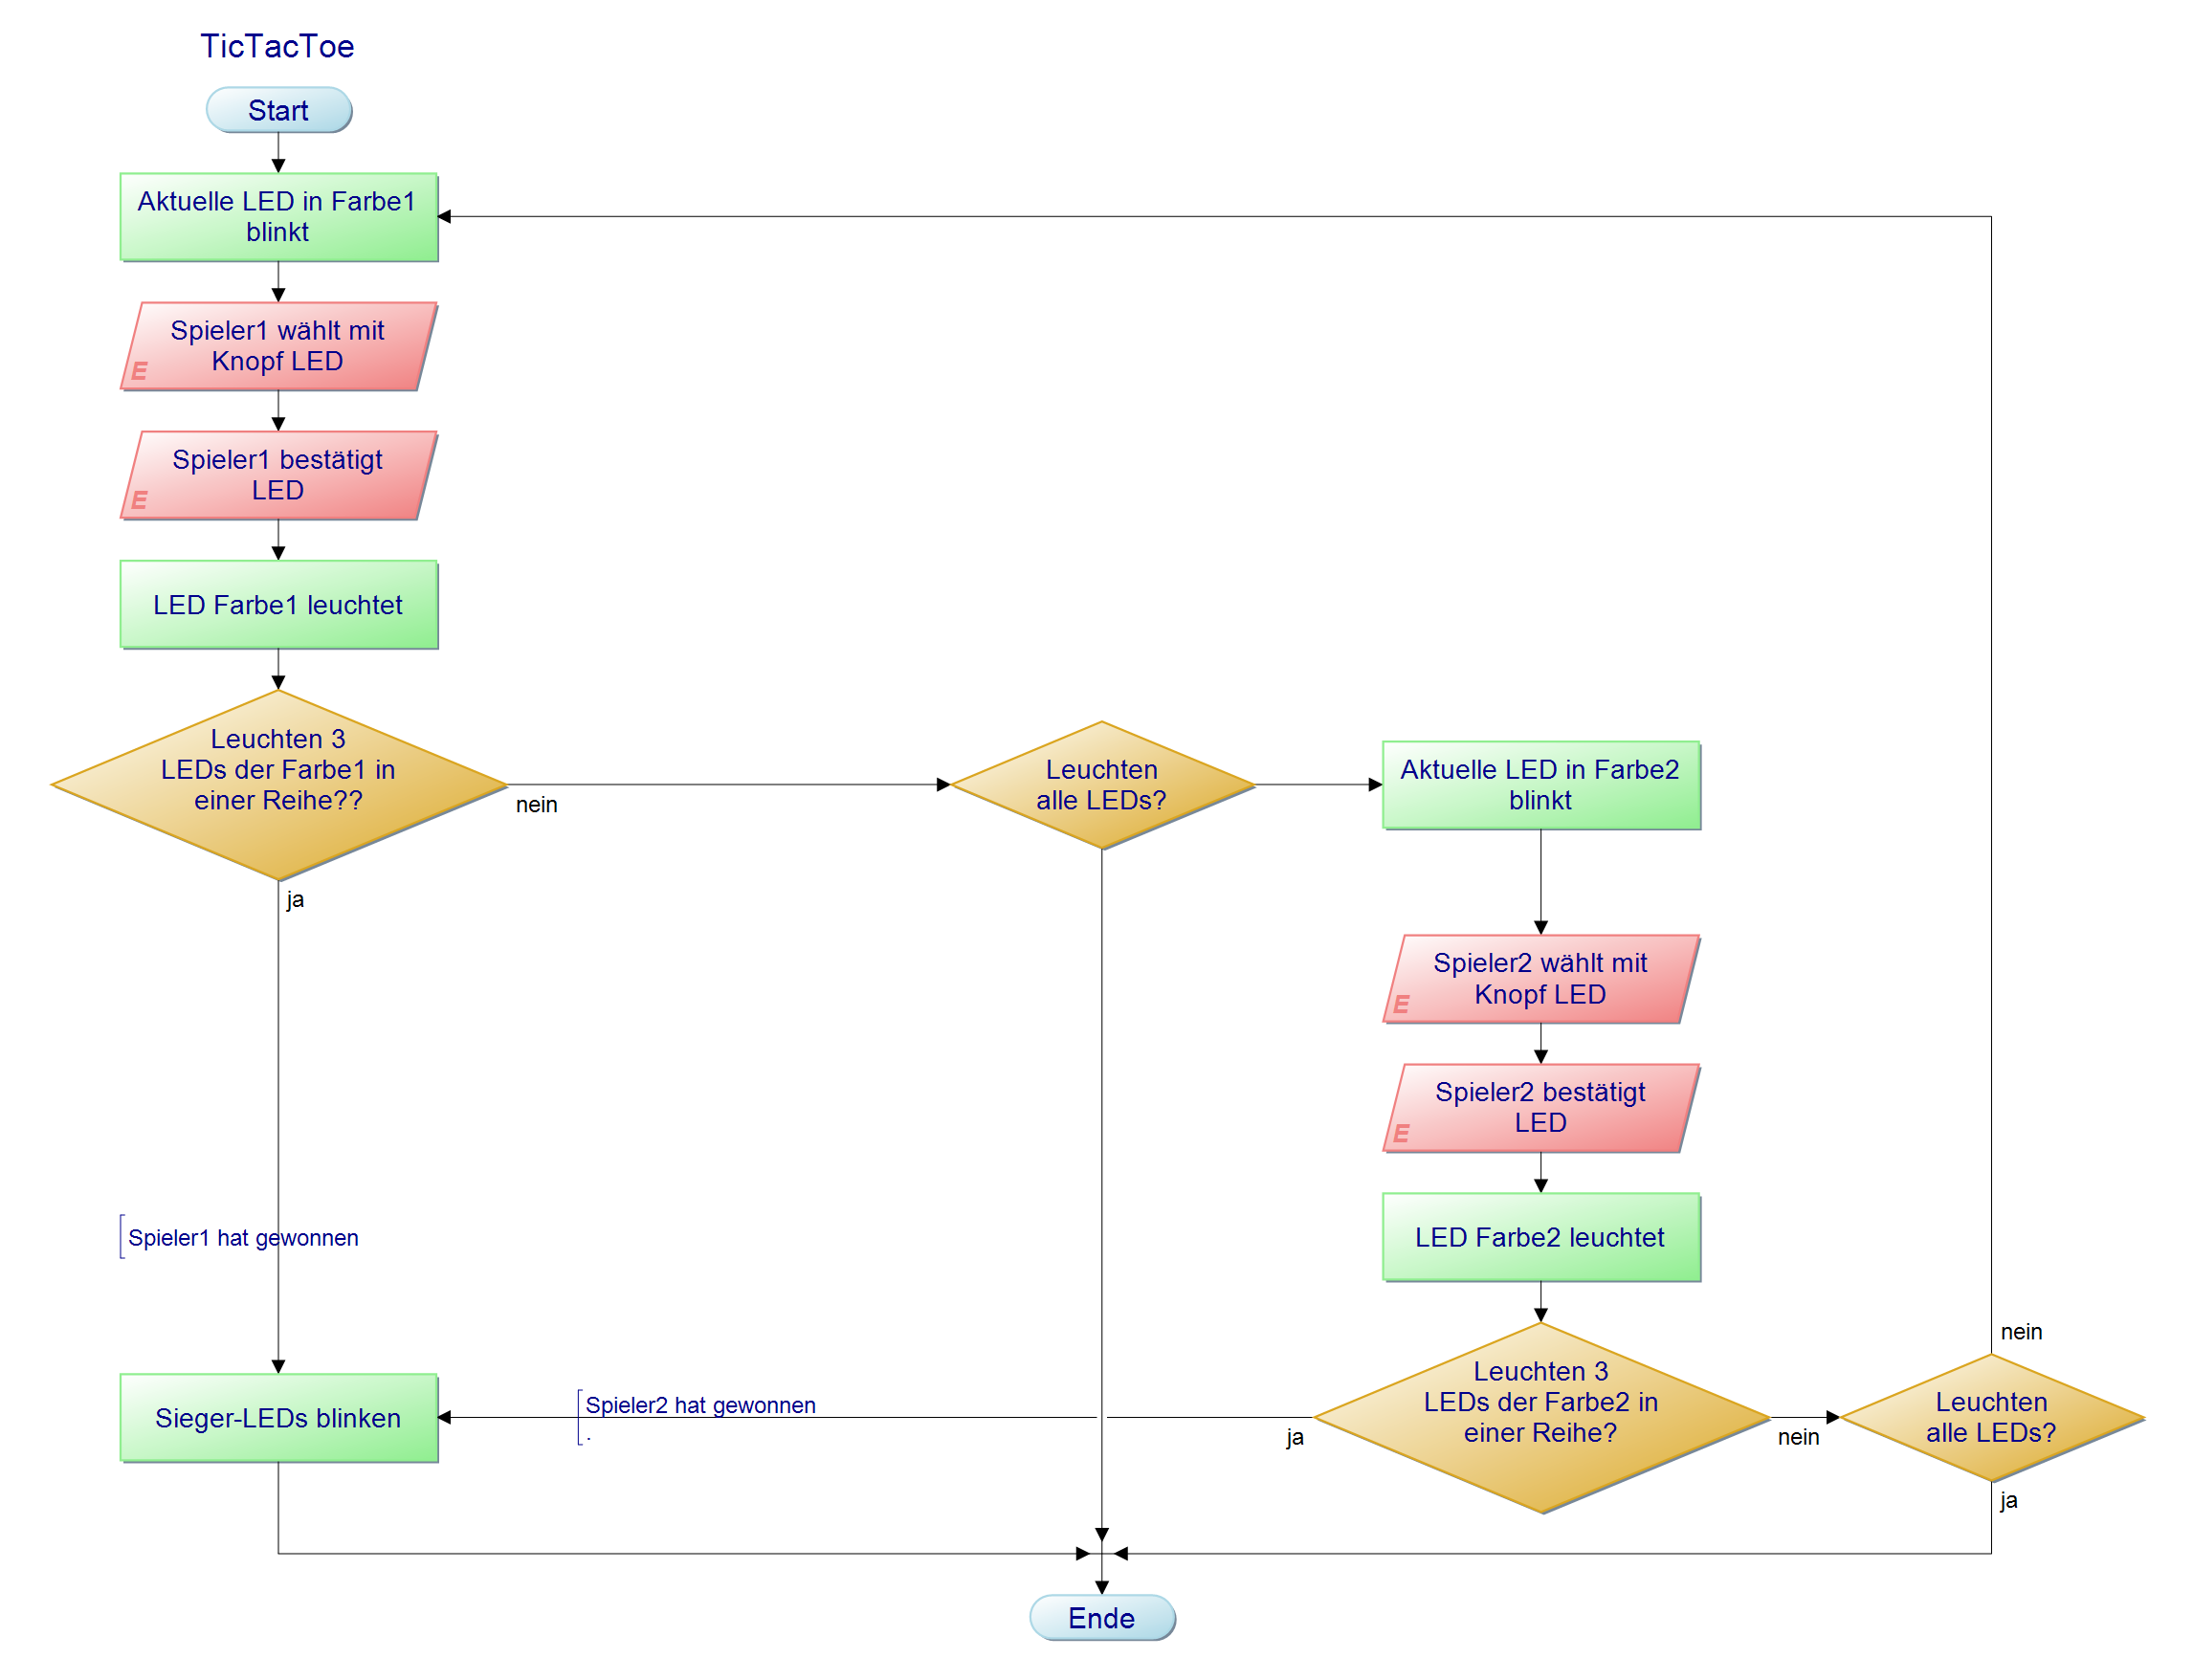 TicTacToe
Start
Aktuelle LED in Farbe1
blinkt
Spieler1 wählt mit
Knopf LED
E
Spieler1 bestätigt
LED
E
LED Farbe1 leuchtet
Leuchten 3
LEDs der Farbe1 in
einer Reihe??
nein
ja
Leuchten
alle LEDs?
Aktuelle LED in Farbe2
blinkt
Spieler2 wählt mit
Knopf LED
E
Spieler2 bestätigt
LED
E
LED Farbe2 leuchtet
Spieler1 hat gewonnen
Leuchten 3
LEDs der Farbe2 in
einer Reihe?
ja
nein
Leuchten
alle LEDs?
nein
ja
Spieler2 hat gewonnen
.
Sieger-LEDs blinken
Ende